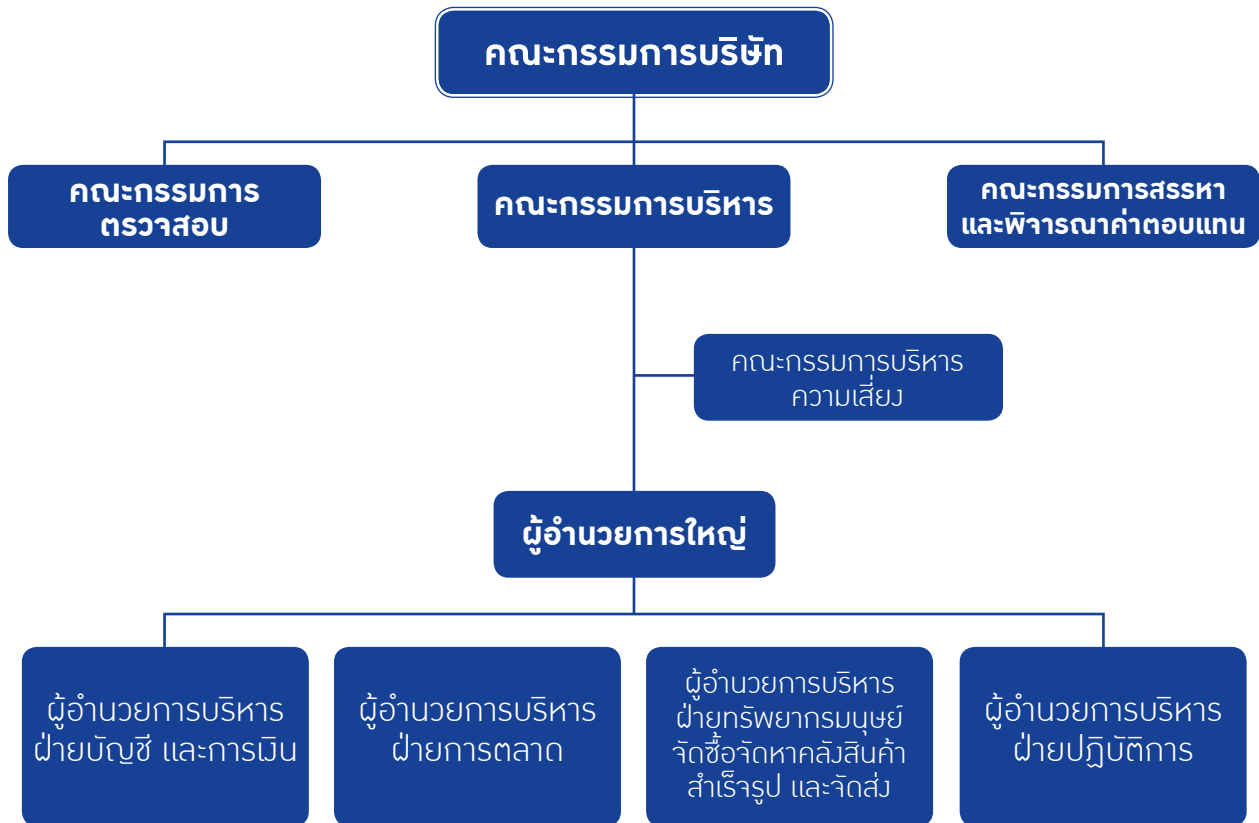 คณะกรรมการบริษัท
คณะกรรมการ
ตรวจสอบ
คณะกรรมการบริหาร
คณะกรรมการสรรหา
และพิจารณาค่าตอบแทน
คณะกรรมการบริหาร
ความเสี่ยง
ผู้อำนวยการใหญ่
ผู้อำนวยการบริหาร
ฝ่ายบัญชี และการเงิน
ผู้อำนวยการบริหาร
ฝ่ายการตลาด
ผู้อำนวยการบริหาร
ฝ่ายทรัพยากรมนุษย์
จัดซื้อจัดหาคลังสินค้า
สำเร็จรูป และจัดส่ง
ผู้อำนวยการบริหาร
ฝ่ายปฏิบัติการ